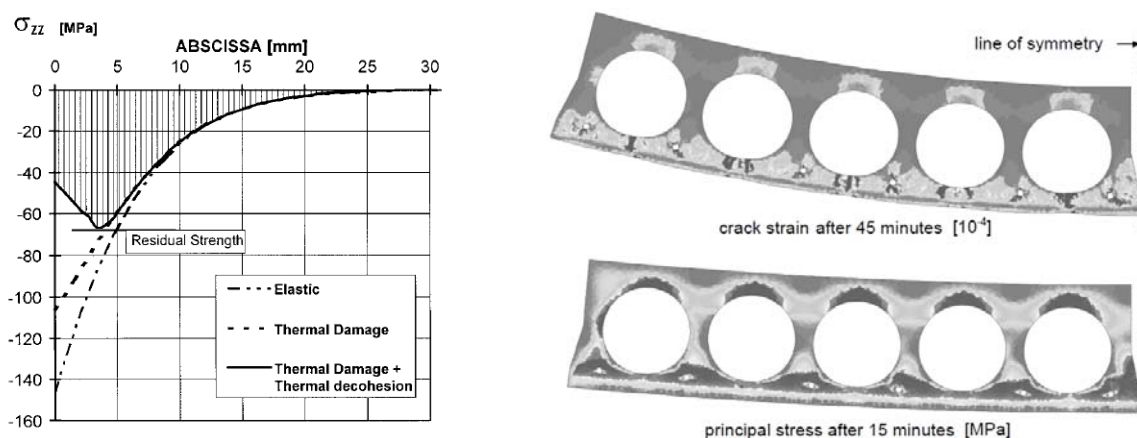 σzz [MPa]
ABSCISSA [mm]
0 5 10 15 20 25 30
0
-20
-40
-60
-80
-100
-120
-140
-160
Residual Strength
Elastic
Thermal Damage
Thermal Damage +
Thermal decohesion
line of symmetry
crack strain after 45 minutes [10⁻⁴]
principal stress after 15 minutes [MPa]